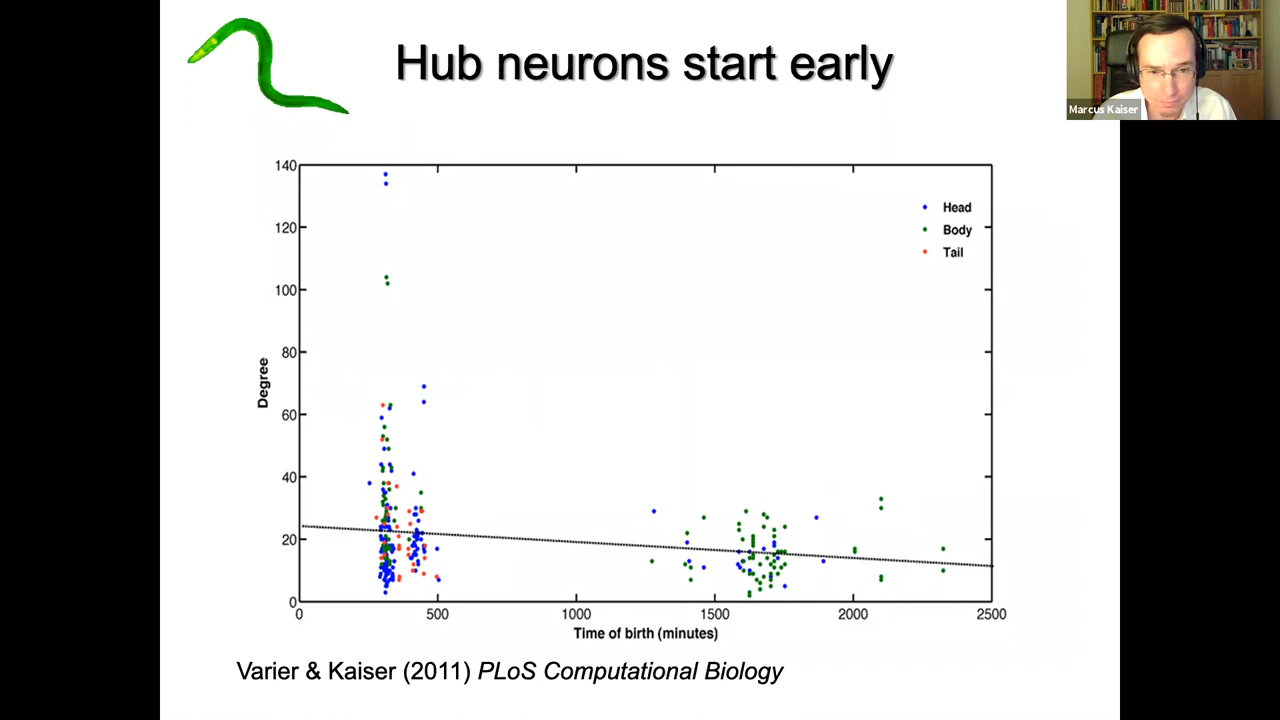 Hub neurons start early
Marcus Kaiser
140
120
100
80
60
40
20
0
Degree
Head
Body
Tail
0 500 1000 1500 2000 2500
Time of birth (minutes)
Varier & Kaiser (2011) PLoS Computational Biology